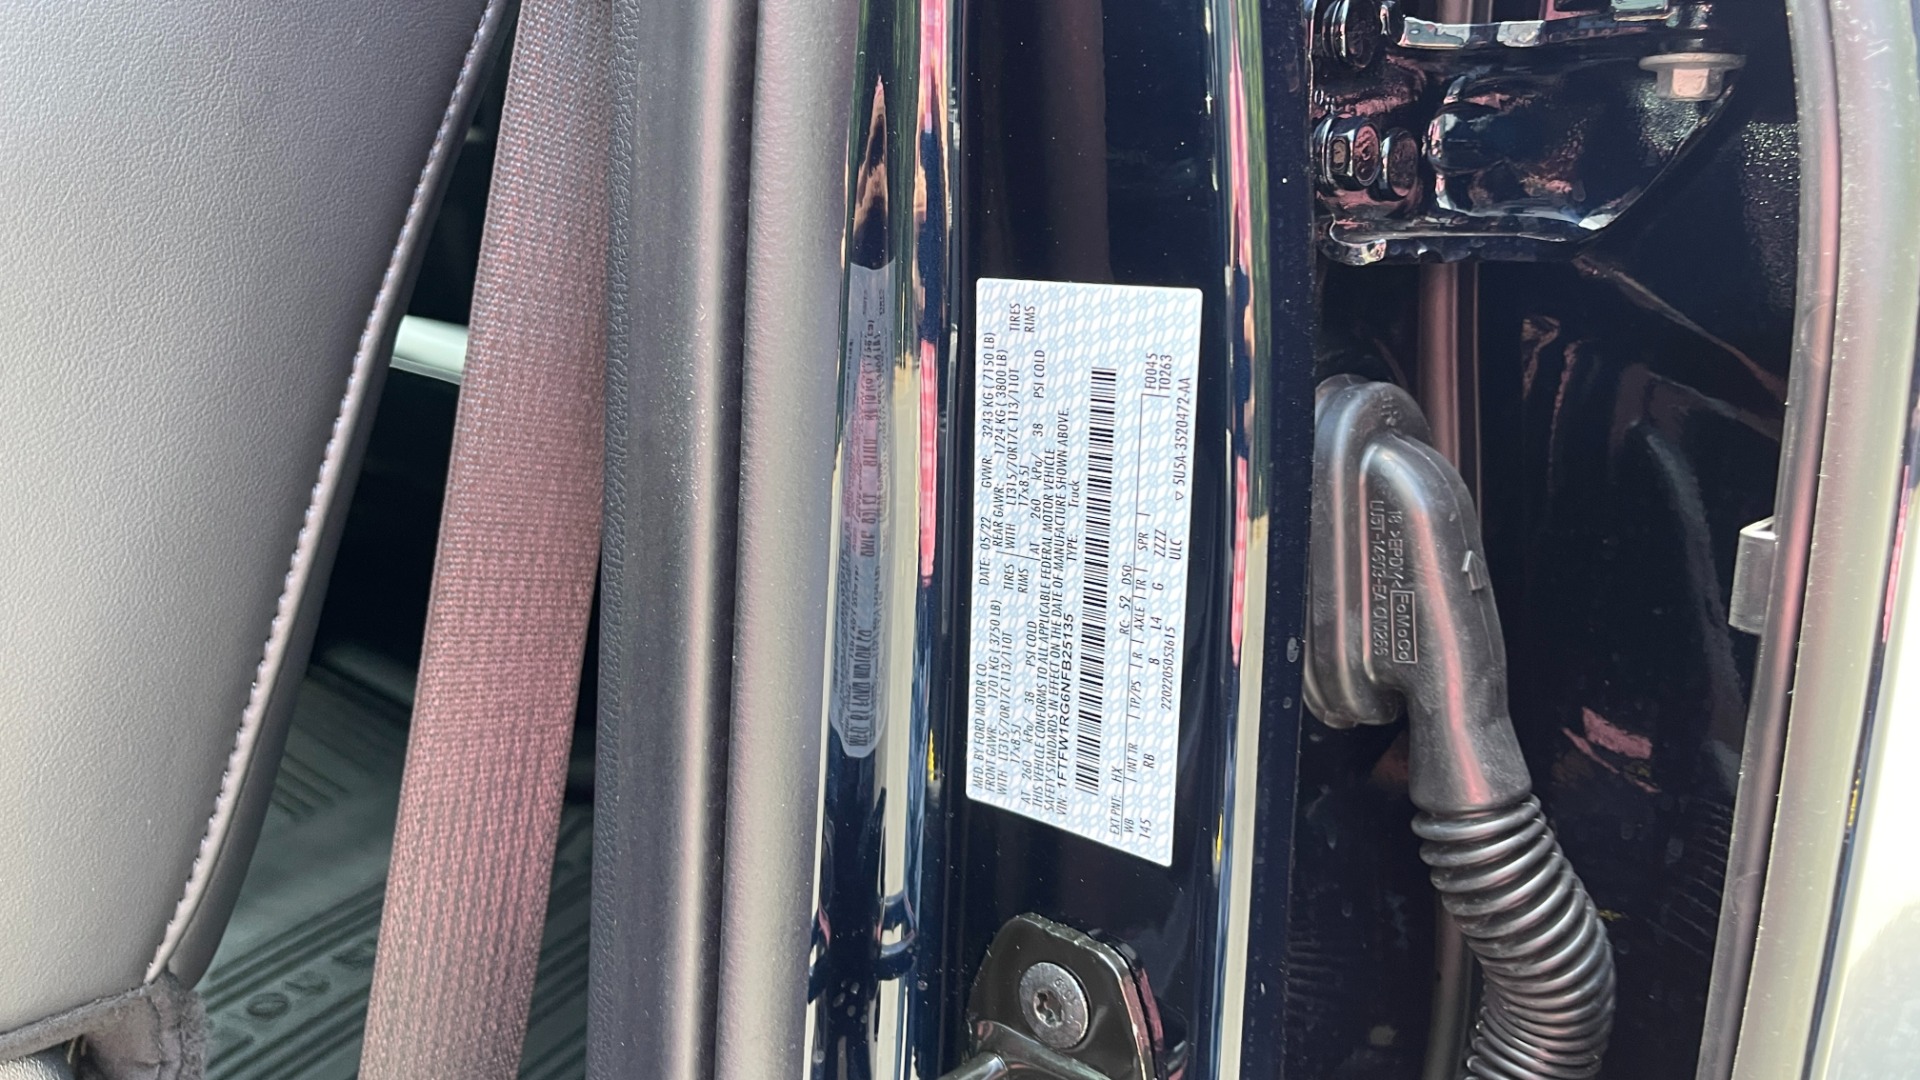 MFD. BY FORD MOTOR CO.
DATE: 05/22 GVWR: 3243 KG ( 7150 LB)
FRONT GAWR: 1701 KG ( 3750 LB)
REAR GAWR: 1724 KG ( 3800 LB)
WITH LT315/70R17C 113/110T TIRES
WITH LT315/70R17C 113/110T TIRES
17x8.5J RIMS
17x8.5J RIMS
AT 260 kPa/ 38 PSI COLD
AT 260 kPa/ 38 PSI COLD
THIS VEHICLE CONFORMS TO ALL APPLICABLE FEDERAL MOTOR VEHICLE
SAFETY STANDARDS IN EFFECT ON THE DATE OF MANUFACTURE SHOWN ABOVE.
VIN: 1FTFW1RG6NFB25135
TYPE: Truck
EXT PNT: HX RC: 52 DSO: F0045
WB INT TR TP/PS R AXLE TR SPR T0263
145 RB 8 L4 G ZZZZ
ULC
2202205053615
5USA-3520472-AA
18 >EPDM<
FoMoCo